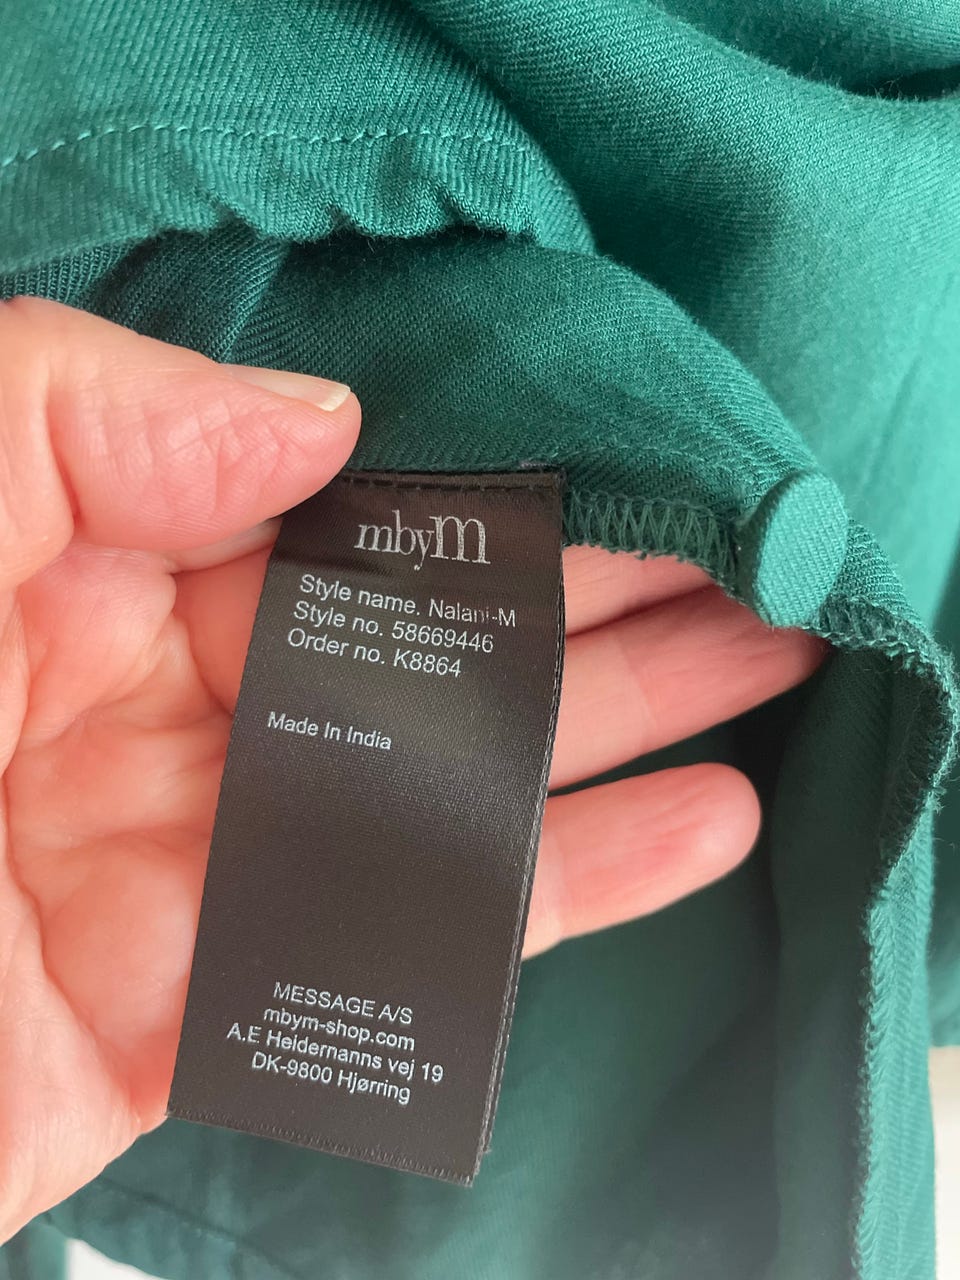 mbym
Style name. Nalani-M
Style no. 58669446
Order no. K8864
Made In India
MESSAGE A/S
mbym-shop.com
A.E Heidernanns vej 19
DK-9800 Hjørring